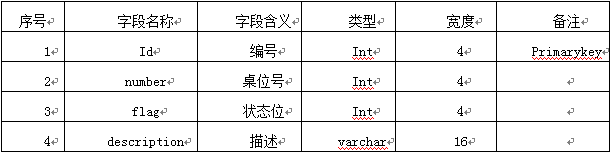 序号 字段名称 字段含义 类型 宽度 备注
1 Id 编号 Int 4 Primarykey
2 number 桌位号 Int 4
3 flag 状态位 Int 4
4 description 描述 varchar 16